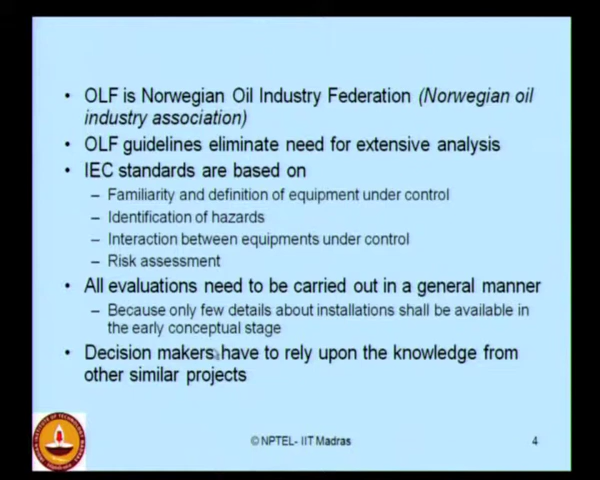 • OLF is Norwegian Oil Industry Federation (Norwegian oil
industry association)
• OLF guidelines eliminate need for extensive analysis
• IEC standards are based on
– Familiarity and definition of equipment under control
– Identification of hazards
– Interaction between equipments under control
– Risk assessment
• All evaluations need to be carried out in a general manner
– Because only few details about installations shall be available in
the early conceptual stage
• Decision makers have to rely upon the knowledge from
other similar projects
© NPTEL- IIT Madras
4